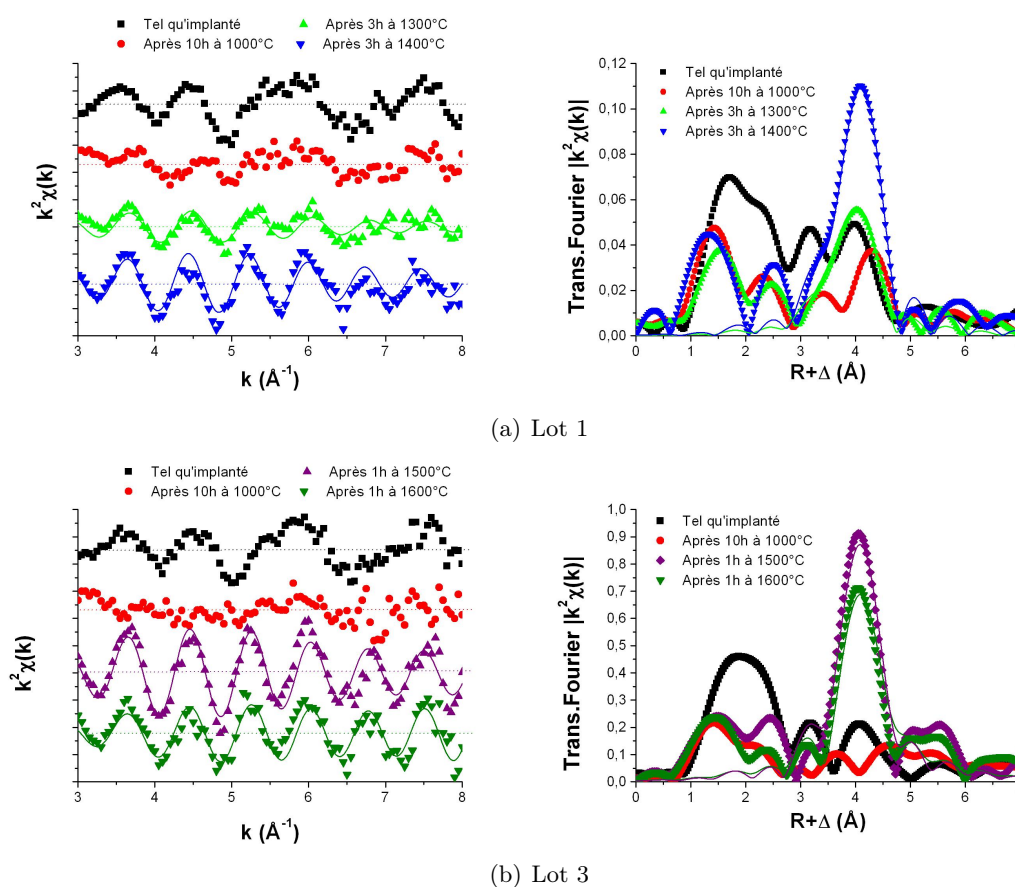 Tel qu'implanté
Après 10h à 1000°C
Après 3h à 1300°C
Après 3h à 1400°C
k²χ(k)
3 4 5 6 7 8
k (Å⁻¹)
Tel qu'implanté
Après 10h à 1000°C
Après 3h à 1300°C
Après 3h à 1400°C
Trans.Fourier |k²χ(k)|
0,12
0,10
0,08
0,06
0,04
0,02
0,00
0 1 2 3 4 5 6
R+Δ (Å)
(a) Lot 1
Tel qu'implanté
Après 10h à 1000°C
Après 1h à 1500°C
Après 1h à 1600°C
k²χ(k)
3 4 5 6 7 8
k (Å⁻¹)
Tel qu'implanté
Après 10h à 1000°C
Après 1h à 1500°C
Après 1h à 1600°C
Trans.Fourier |k²χ(k)|
1,0
0,9
0,8
0,7
0,6
0,5
0,4
0,3
0,2
0,1
0,0
0 1 2 3 4 5 6
R+Δ (Å)
(b) Lot 3